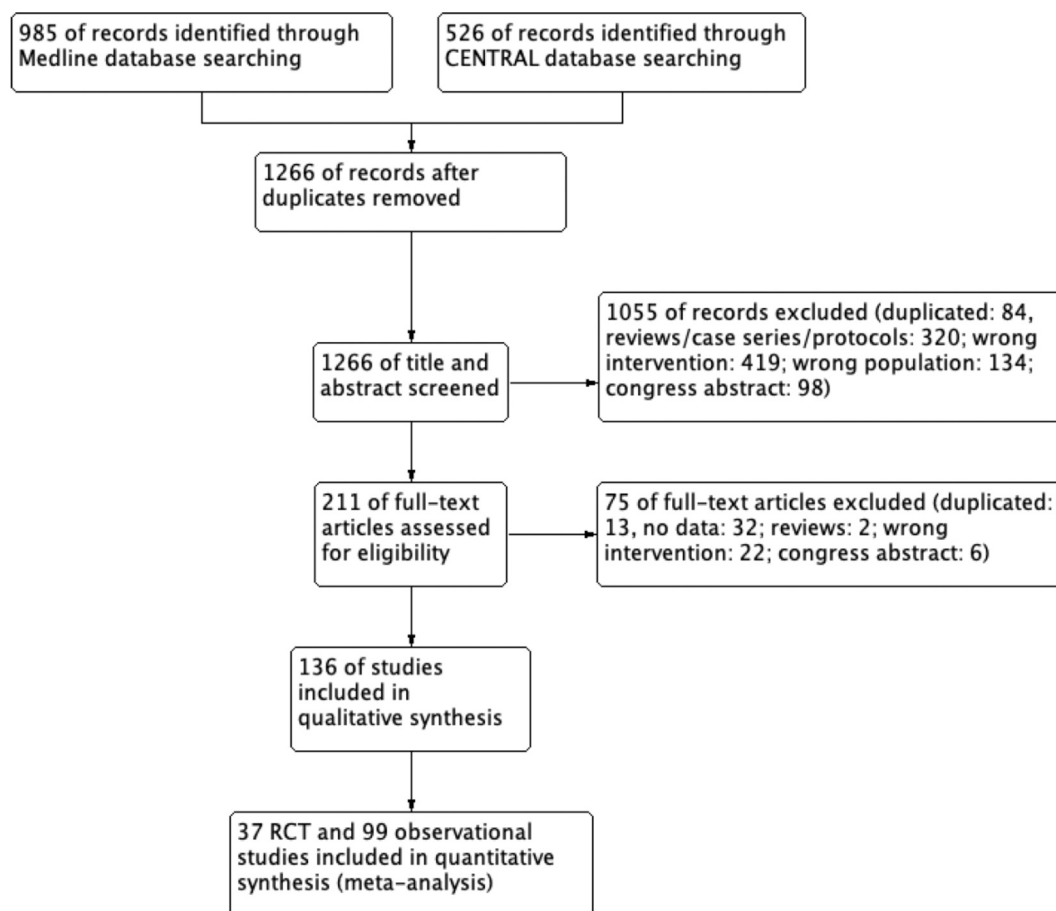 985 of records identified through
Medline database searching
526 of records identified through
CENTRAL database searching
1266 of records after
duplicates removed
1266 of title and
abstract screened
1055 of records excluded (duplicated: 84,
reviews/case series/protocols: 320; wrong
intervention: 419; wrong population: 134;
congress abstract: 98)
211 of full-text
articles assessed
for eligibility
75 of full-text articles excluded (duplicated:
13, no data: 32; reviews: 2; wrong
intervention: 22; congress abstract: 6)
136 of studies
included in
qualitative synthesis
37 RCT and 99 observational
studies included in quantitative
synthesis (meta-analysis)